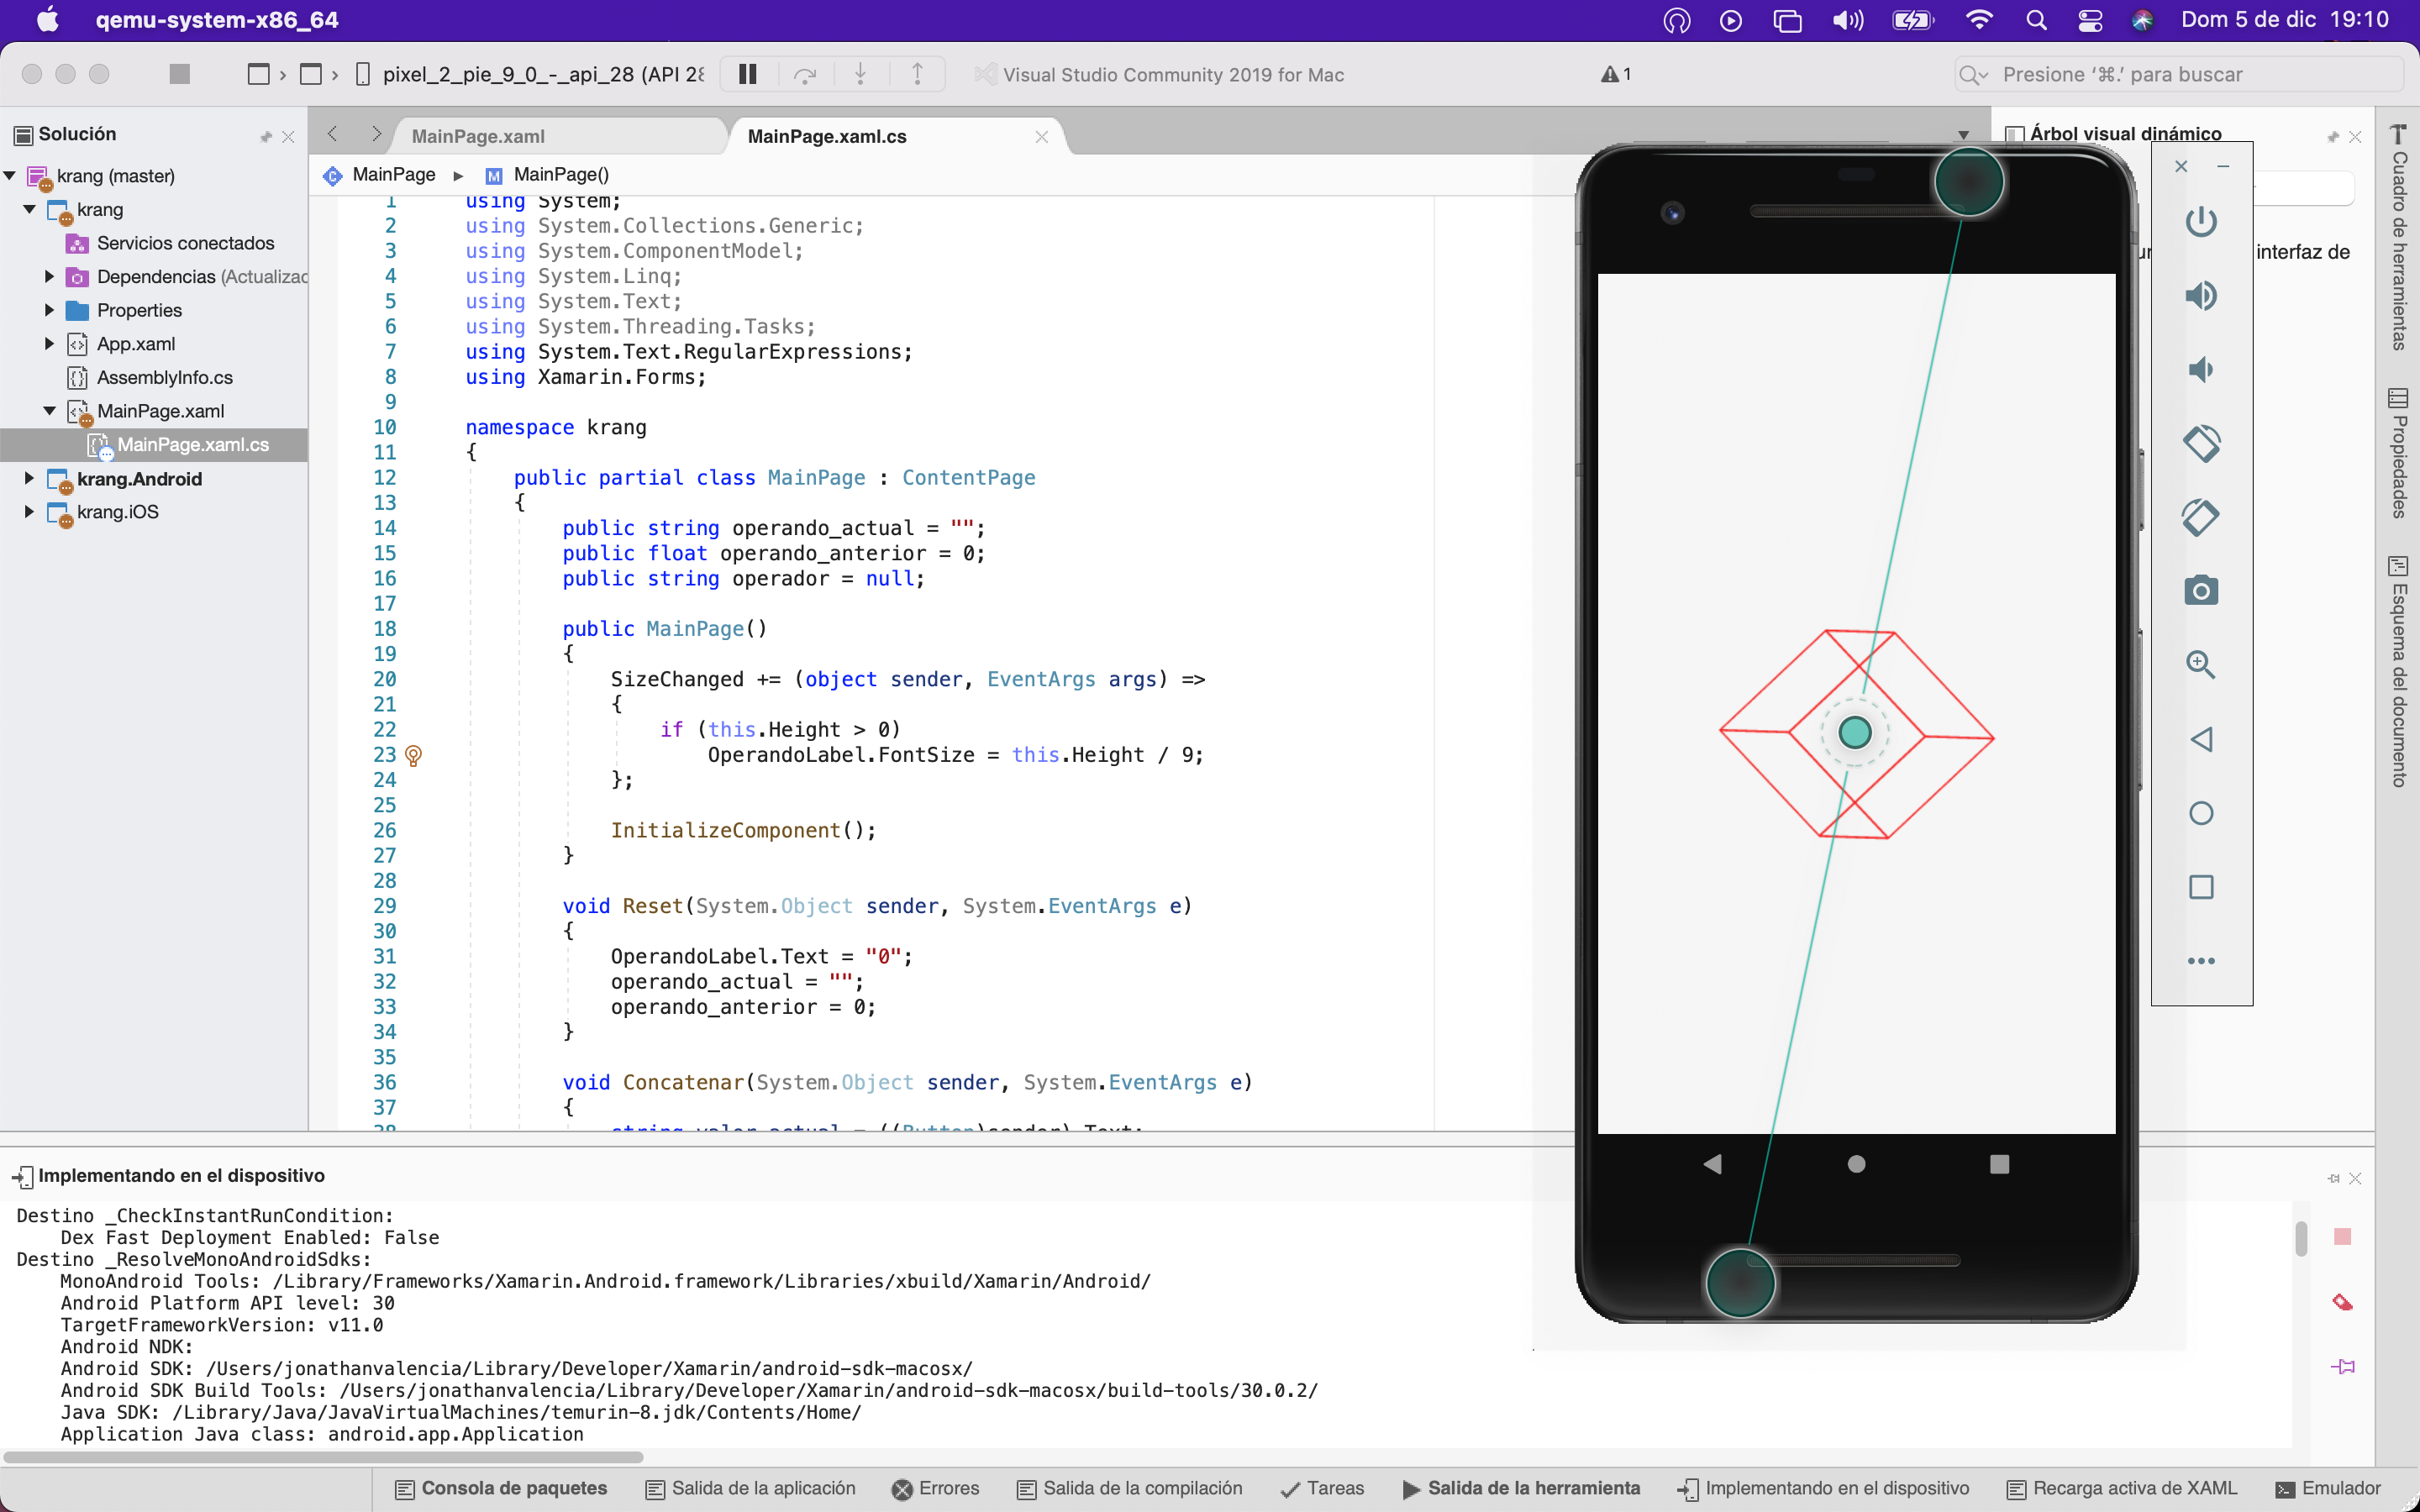 qemu-system-x86_64
Dom 5 de dic 19:10
pixel_2_pie_9_0_-_api_28 (API 28
Visual Studio Community 2019 for Mac
1
Presione ‘⌘.’ para buscar
Solución
krang (master)
krang
Servicios conectados
Dependencias (Actualizac
Properties
App.xaml
AssemblyInfo.cs
MainPage.xaml
MainPage.xaml.cs
krang.Android
krang.iOS
MainPage.xaml
MainPage.xaml.cs
MainPage
M MainPage()
1 using System;
2 using System.Collections.Generic;
3 using System.ComponentModel;
4 using System.Linq;
5 using System.Text;
6 using System.Threading.Tasks;
7 using System.Text.RegularExpressions;
8 using Xamarin.Forms;
9
10 namespace krang
11 {
12 public partial class MainPage : ContentPage
13 {
14 public string operando_actual = "";
15 public float operando_anterior = 0;
16 public string operador = null;
17
18 public MainPage()
19 {
20 SizeChanged += (object sender, EventArgs args) =>
21 {
22 if (this.Height > 0)
23 OperandoLabel.FontSize = this.Height / 9;
24 };
25
26 InitializeComponent();
27 }
28
29 void Reset(System.Object sender, System.EventArgs e)
30 {
31 OperandoLabel.Text = "0";
32 operando_actual = "";
33 operando_anterior = 0;
34 }
35
36 void Concatenar(System.Object sender, System.EventArgs e)
37 {
38 string valor_actual = ((Button)sender).Text;
Árbol visual dinámico
interfaz de
Cuadro de herramientas
Propiedades
Esquema del documento
Implementando en el dispositivo
Destino _CheckInstantRunCondition:
Dex Fast Deployment Enabled: False
Destino _ResolveMonoAndroidSdks:
MonoAndroid Tools: /Library/Frameworks/Xamarin.Android.framework/Libraries/xbuild/Xamarin/Android/
Android Platform API level: 30
TargetFrameworkVersion: v11.0
Android NDK:
Android SDK: /Users/jonathanvalencia/Library/Developer/Xamarin/android-sdk-macosx/
Android SDK Build Tools: /Users/jonathanvalencia/Library/Developer/Xamarin/android-sdk-macosx/build-tools/30.0.2/
Java SDK: /Library/Java/JavaVirtualMachines/temurin-8.jdk/Contents/Home/
Application Java class: android.app.Application
Consola de paquetes
Salida de la aplicación
Errores
Salida de la compilación
Tareas
Salida de la herramienta
Implementando en el dispositivo
Recarga activa de XAML
Emulador